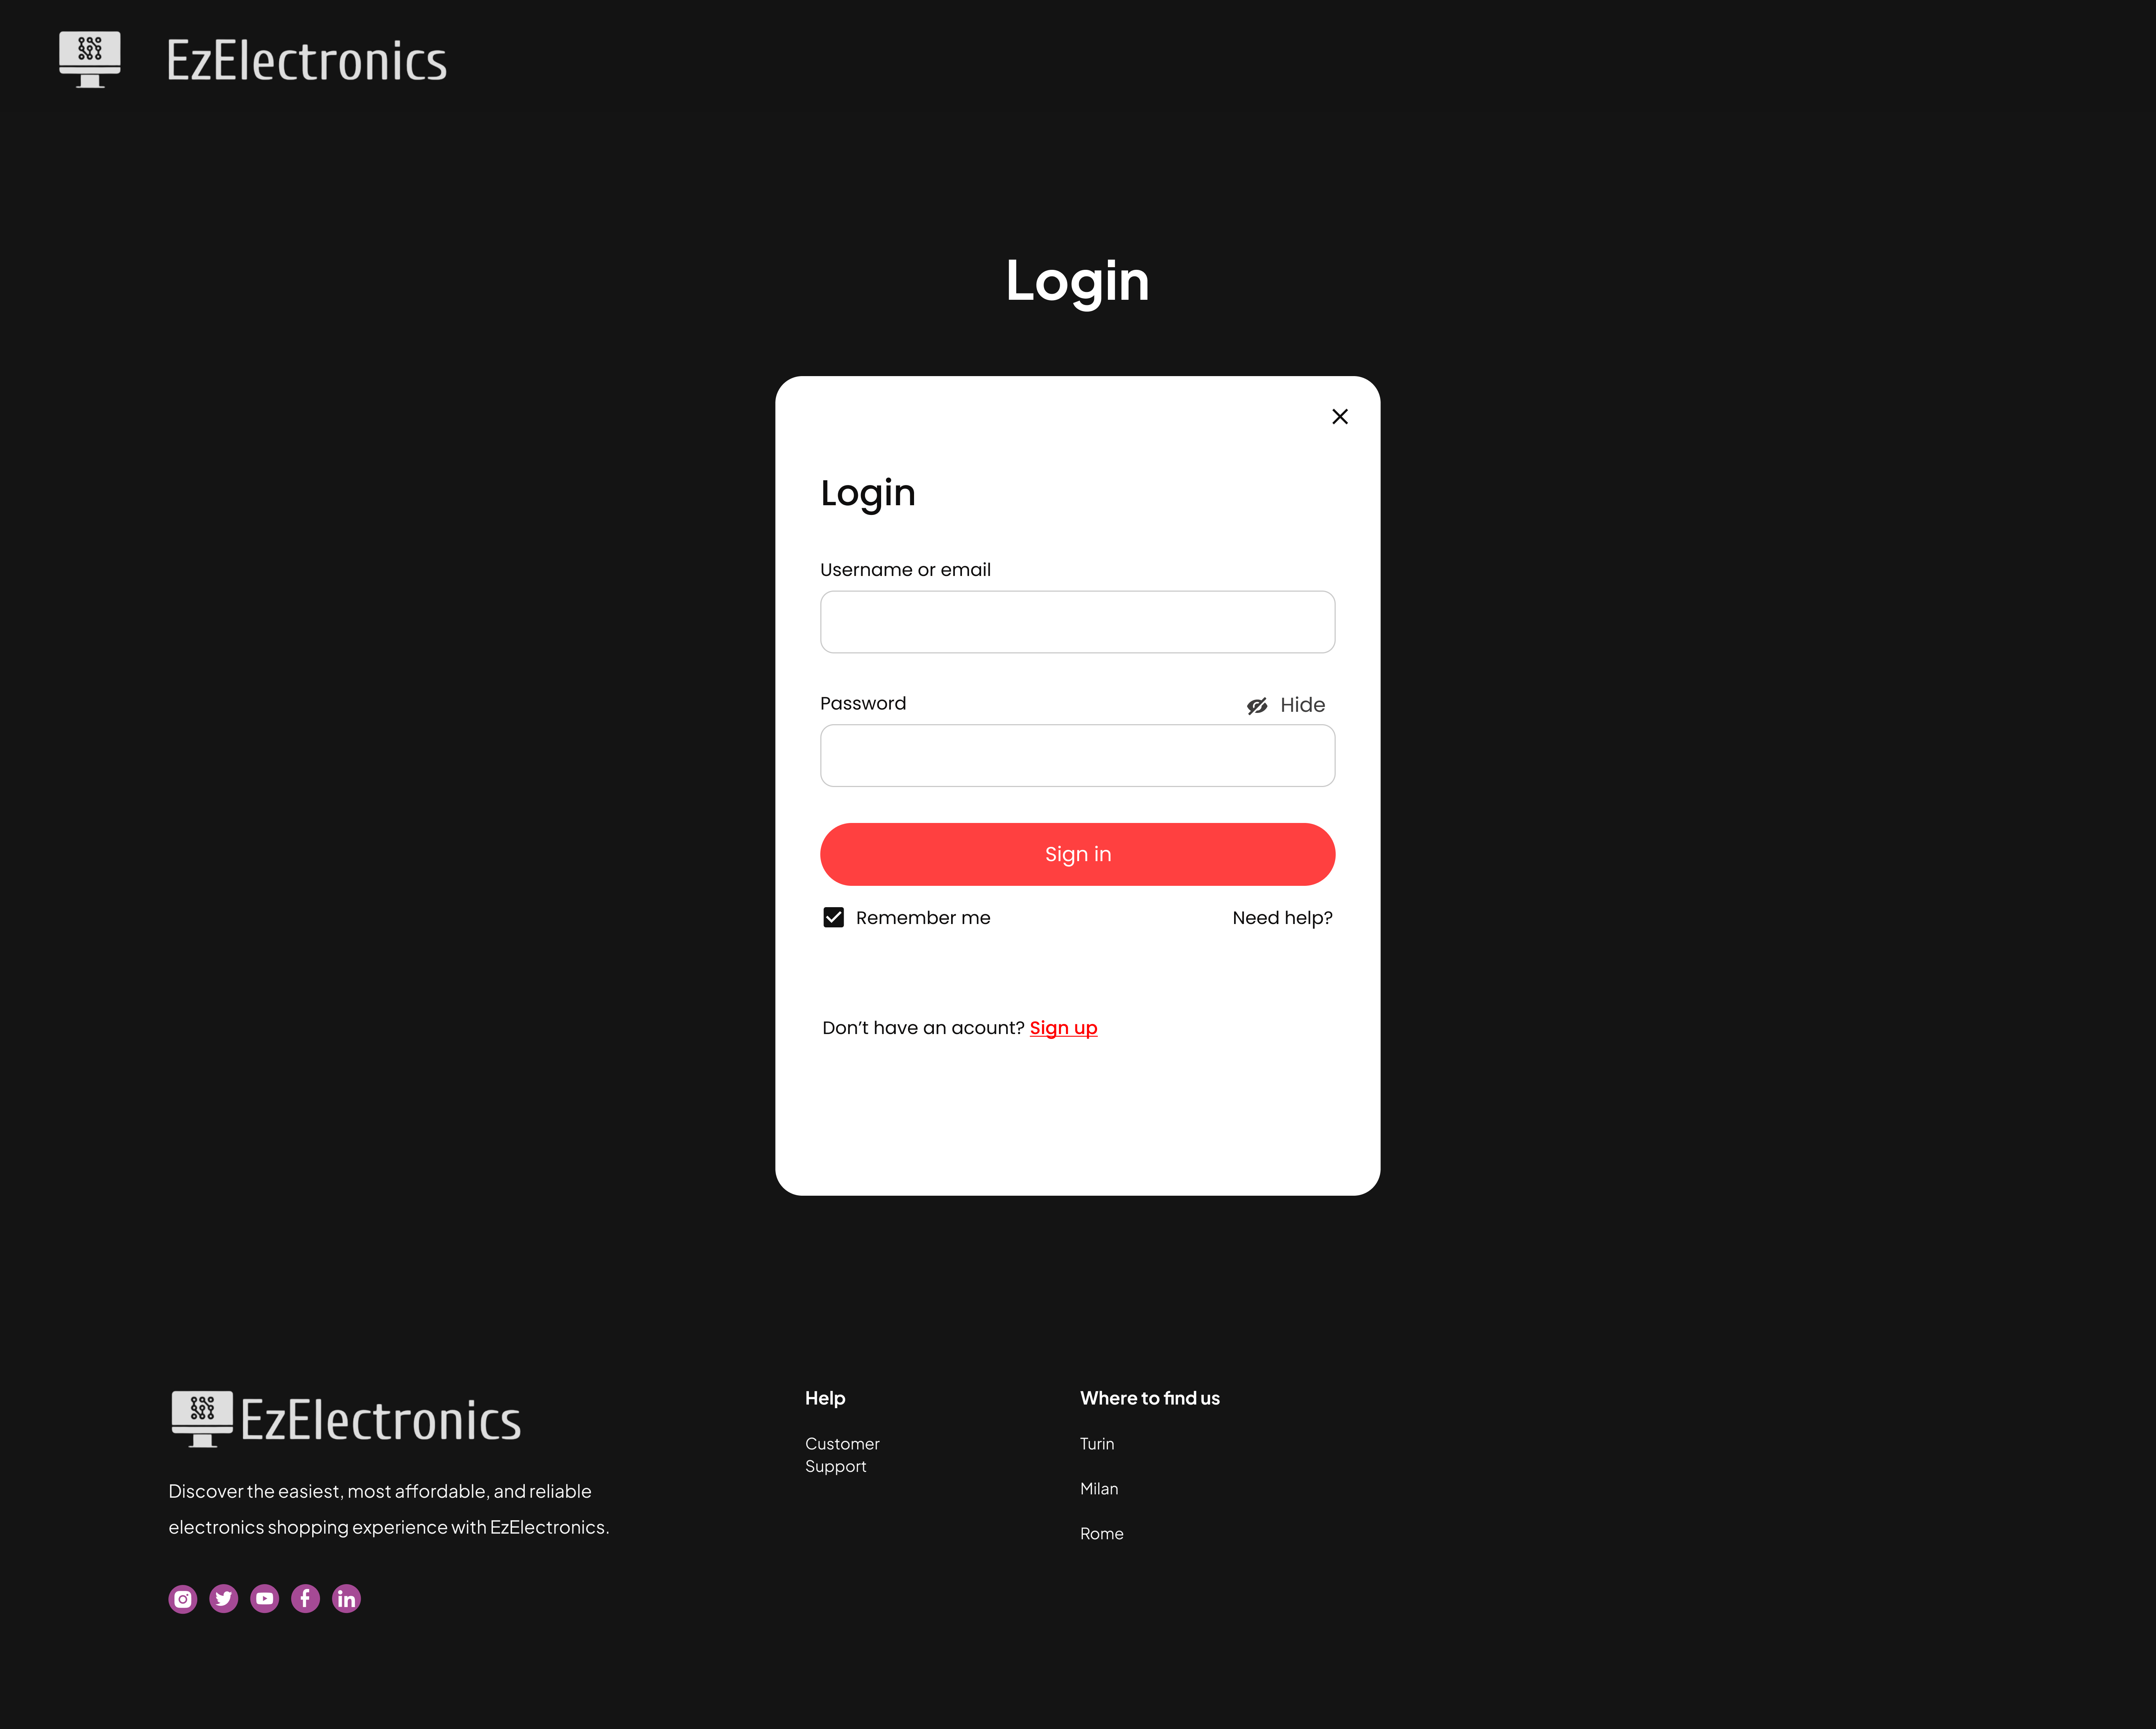 EzElectronics
Login
Login
Username or email
Password
Hide
Sign in
Remember me
Need help?
Don’t have an acount? Sign up
EzElectronics
Discover the easiest, most affordable, and reliable
electronics shopping experience with EzElectronics.
Help
Customer
Support
Where to find us
Turin
Milan
Rome